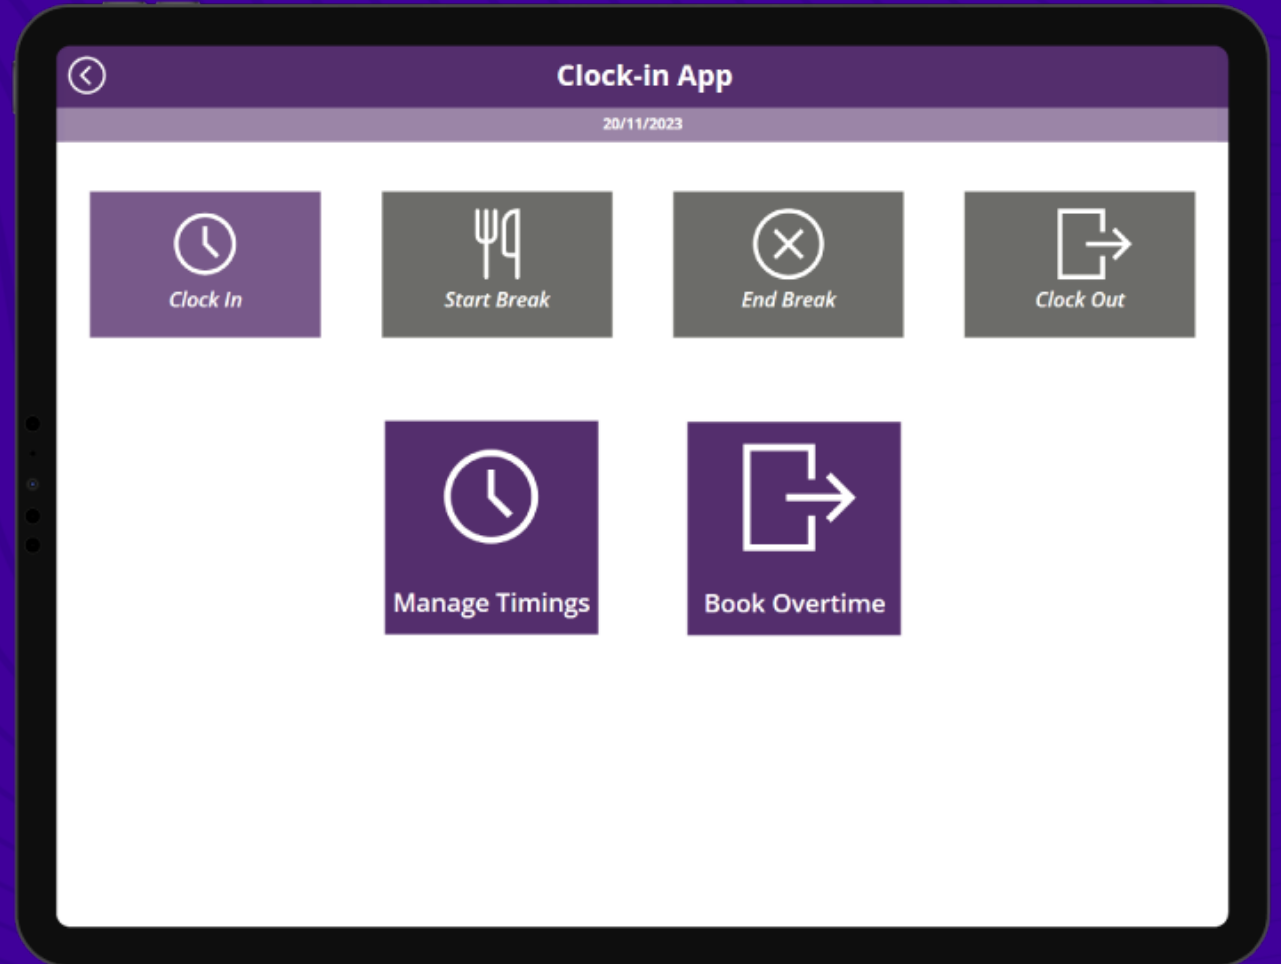 Clock-in App
20/11/2023
Clock In
Start Break
End Break
Clock Out
Manage Timings
Book Overtime